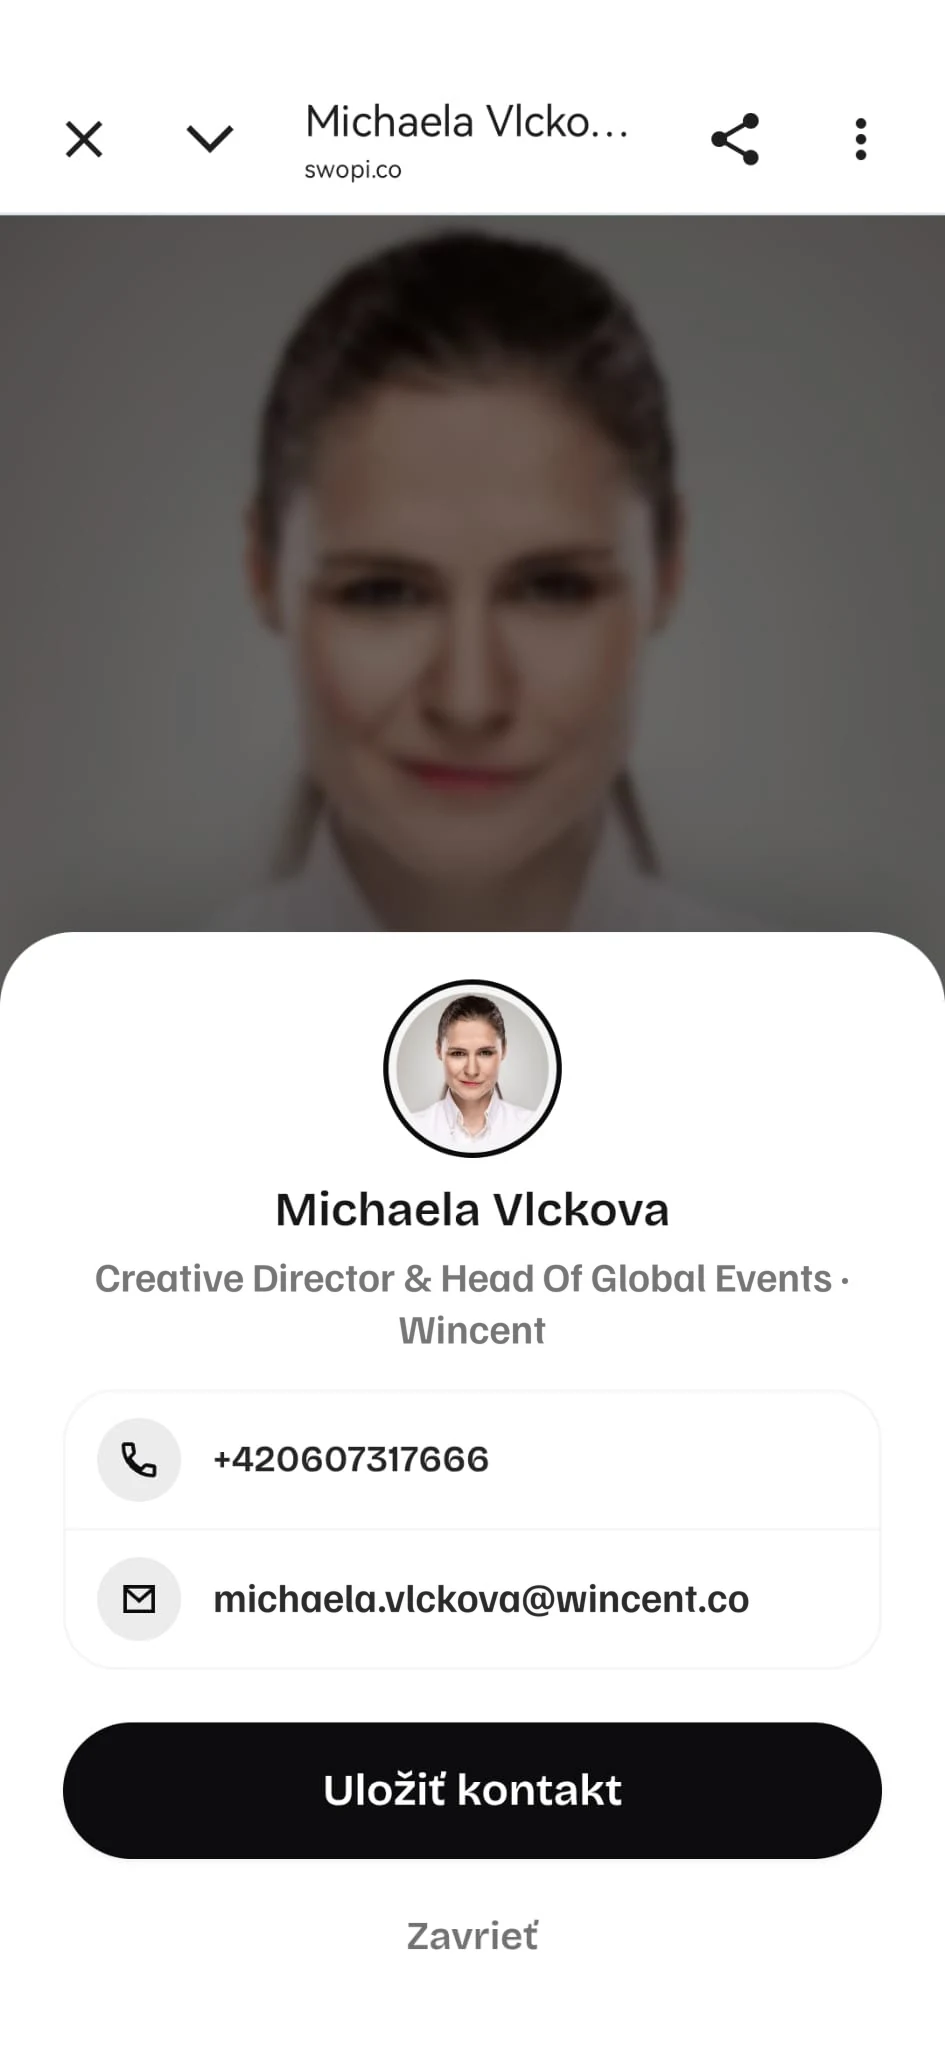 Michaela Vlcko...
swopi.co
Michaela Vlckova
Creative Director & Head Of Global Events ·
Wincent
+420607317666
michaela.vlckova@wincent.co
Uložiť kontakt
Zavrieť